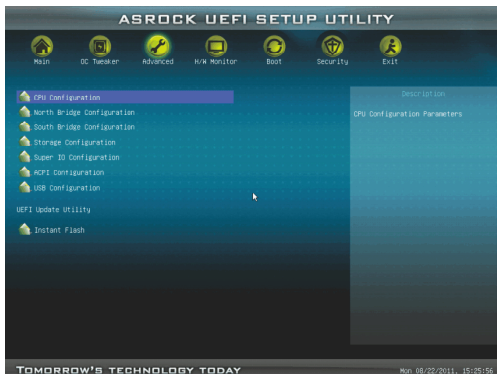 ASROCK UEFI SETUP UTILITY
Main OC Tweaker Advanced H/W Monitor Boot Security Exit
CPU Configuration
North Bridge Configuration
South Bridge Configuration
Storage Configuration
Super IO Configuration
ACPI Configuration
USB Configuration
UEFI Update Utility
Instant Flash
Description
CPU Configuration Parameters
TOMORROW'S TECHNOLOGY TODAY
Mon 08/22/2011, 15:25:56